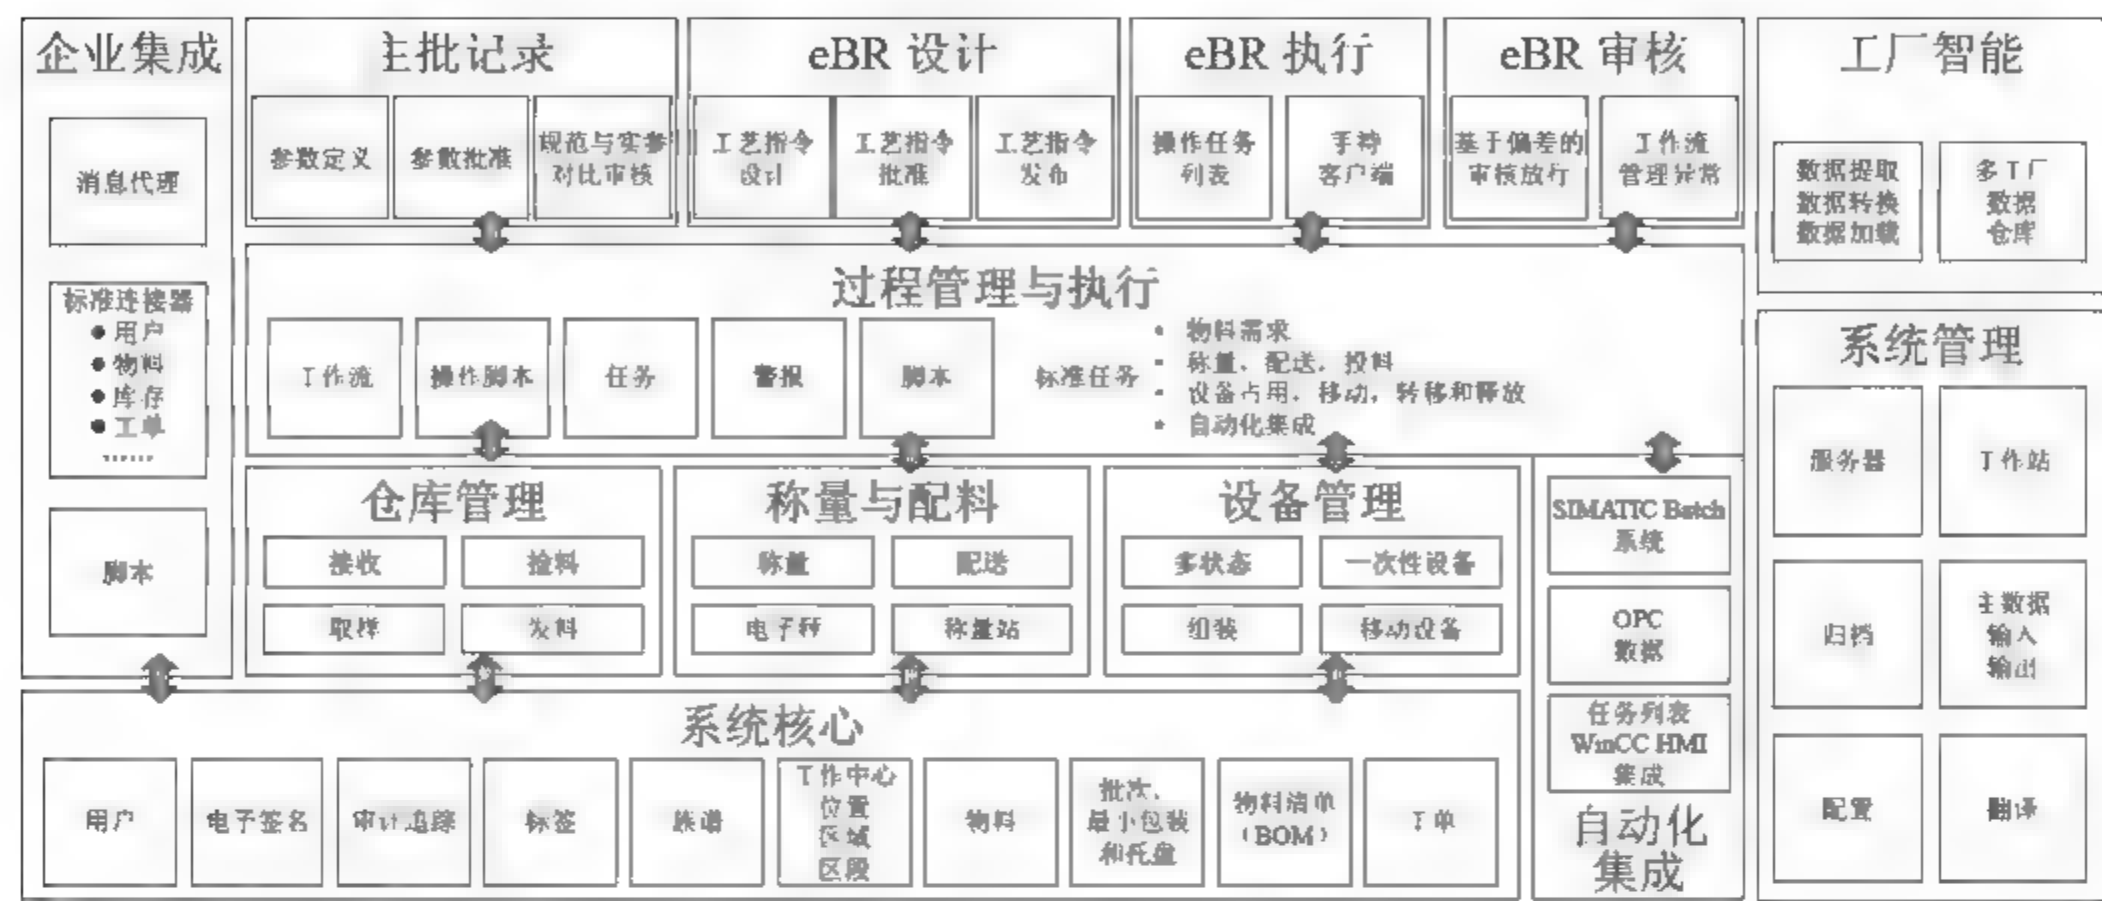 企业集成
消息代理
标准连接器
● 用户
● 物料
● 库存
● 工单
......
脚本
主批记录
参数定义
参数批准
规范与实参
对比审核
eBR 设计
工艺指令
设计
工艺指令
批准
工艺指令
发布
eBR 执行
操作任务
列表
手持
客户端
eBR 审核
基于偏差的
审核放行
工作流
管理异常
工厂智能
数据提取
数据转换
数据加载
多工厂
数据
仓库
过程管理与执行
工作流
操作脚本
任务
警报
脚本
标准任务
• 物料需求
• 称量、配送、投料
• 设备占用、移动，转移和释放
• 自动化集成
仓库管理
接收
捡料
取样
发料
称量与配料
称量
配送
电子秤
称量站
设备管理
多状态
一次性设备
组装
移动设备
SIMATIC Batch
系统
OPC
数据
任务列表
WinCC HMI
集成
自动化
集成
系统管理
服务器
工作站
归档
主数据
输入
输出
配置
翻译
系统核心
用户
电子签名
审计追踪
标签
族谱
工作中心
位置
区域
区段
物料
批次、
最小包装
和托盘
物料清单
（BOM）
工单